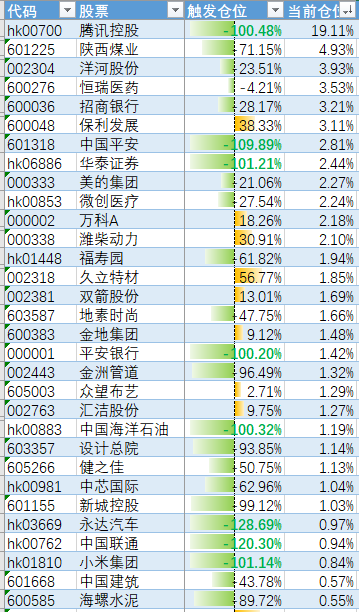 代码 股票 触发仓位 当前仓位
hk00700 腾讯控股 -100.48% 19.11%
601225 陕西煤业 -71.15% 4.93%
002304 洋河股份 -23.51% 3.93%
600276 恒瑞医药 -4.21% 3.53%
600036 招商银行 -28.17% 3.21%
600048 保利发展 38.33% 3.11%
601318 中国平安 -109.89% 2.81%
hk06886 华泰证券 -101.21% 2.44%
000333 美的集团 -21.06% 2.27%
hk00853 微创医疗 -27.54% 2.24%
000002 万科A 18.26% 2.18%
000338 潍柴动力 30.91% 2.10%
hk01448 福寿园 -61.82% 1.94%
002318 久立特材 56.77% 1.85%
002381 双箭股份 13.01% 1.69%
603587 地素时尚 -47.75% 1.66%
600383 金地集团 9.12% 1.48%
000001 平安银行 -100.20% 1.42%
002443 金洲管道 -96.49% 1.32%
605003 众望布艺 2.71% 1.29%
002763 汇洁股份 9.75% 1.27%
hk00883 中国海洋石油 -100.32% 1.19%
603357 设计总院 -93.85% 1.14%
605266 健之佳 -50.75% 1.13%
hk00981 中芯国际 -62.96% 1.04%
601155 新城控股 -99.12% 1.03%
hk03669 永达汽车 -128.69% 0.97%
hk00762 中国联通 -120.30% 0.94%
hk01810 小米集团 -101.14% 0.84%
601668 中国建筑 -43.78% 0.57%
600585 海螺水泥 -89.72% 0.55%